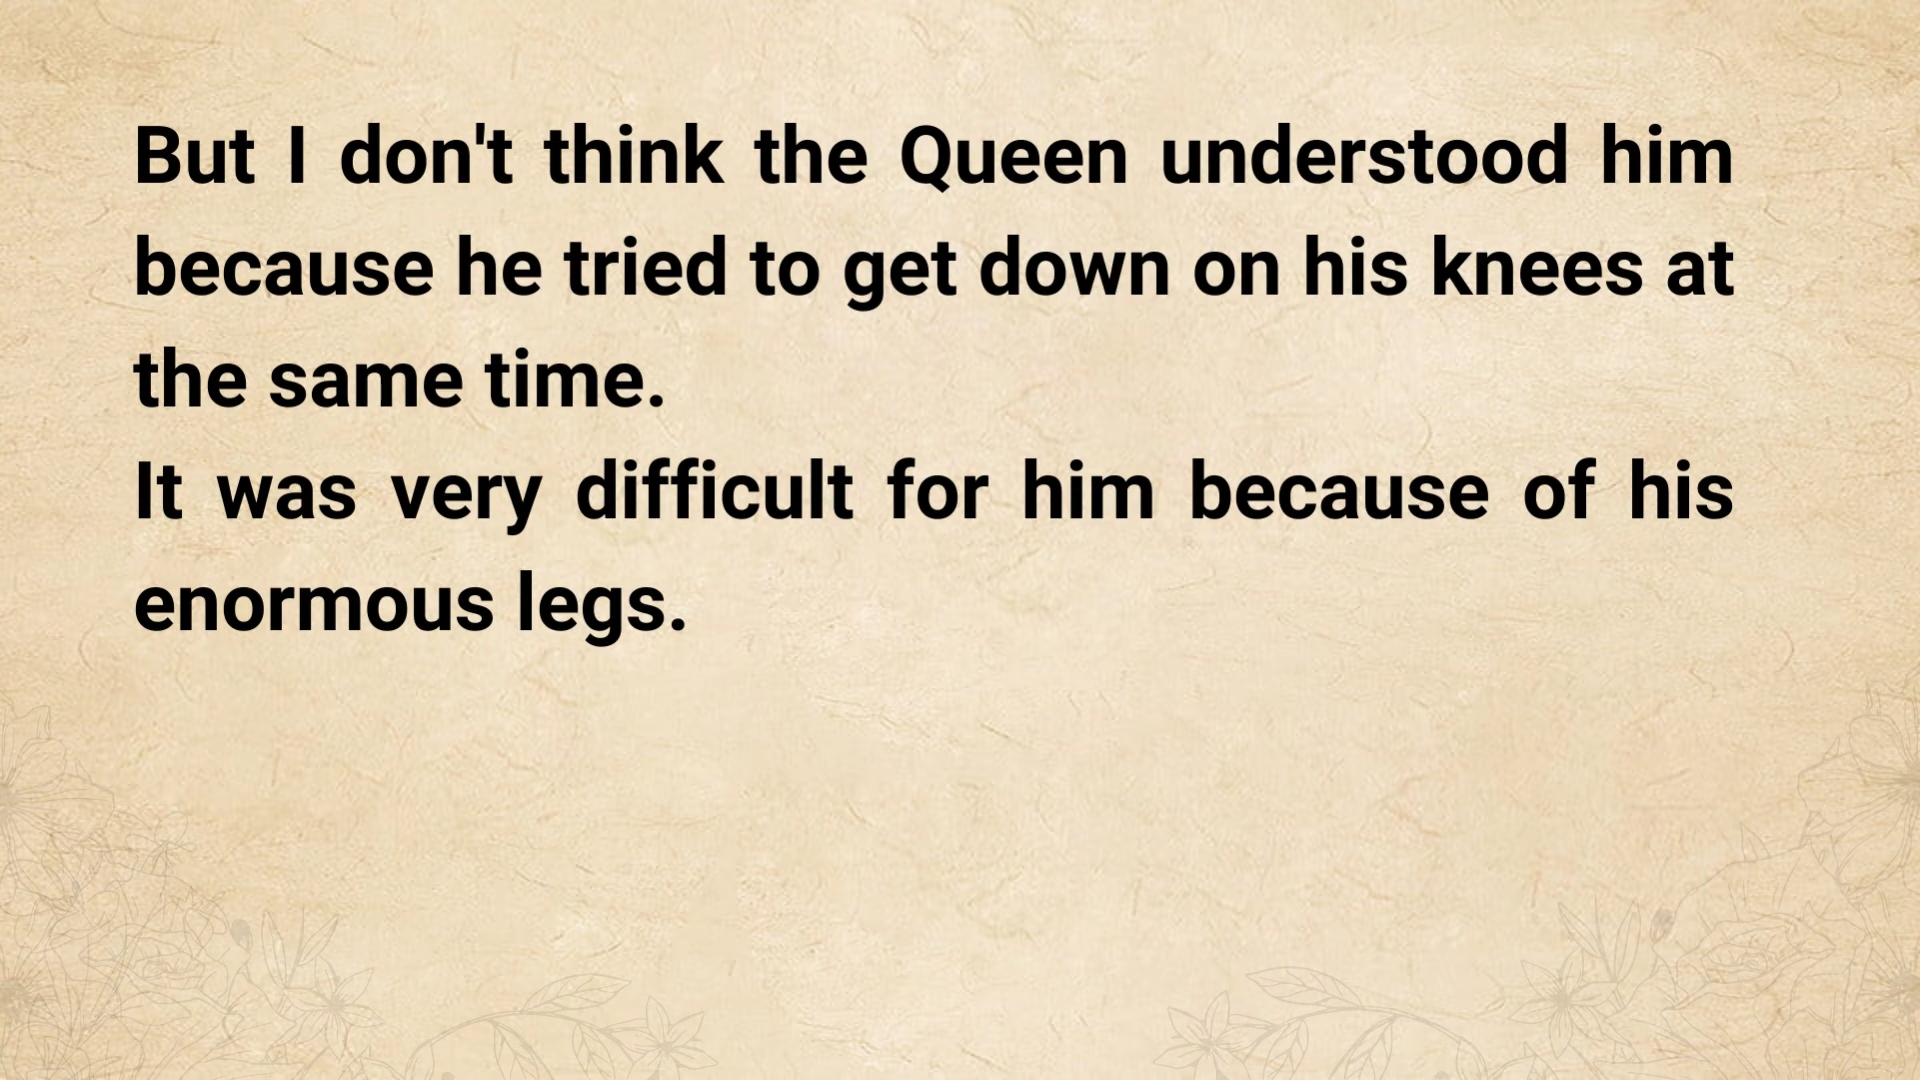 But I don't think the Queen understood him
because he tried to get down on his knees at
the same time.
It was very difficult for him because of his
enormous legs.